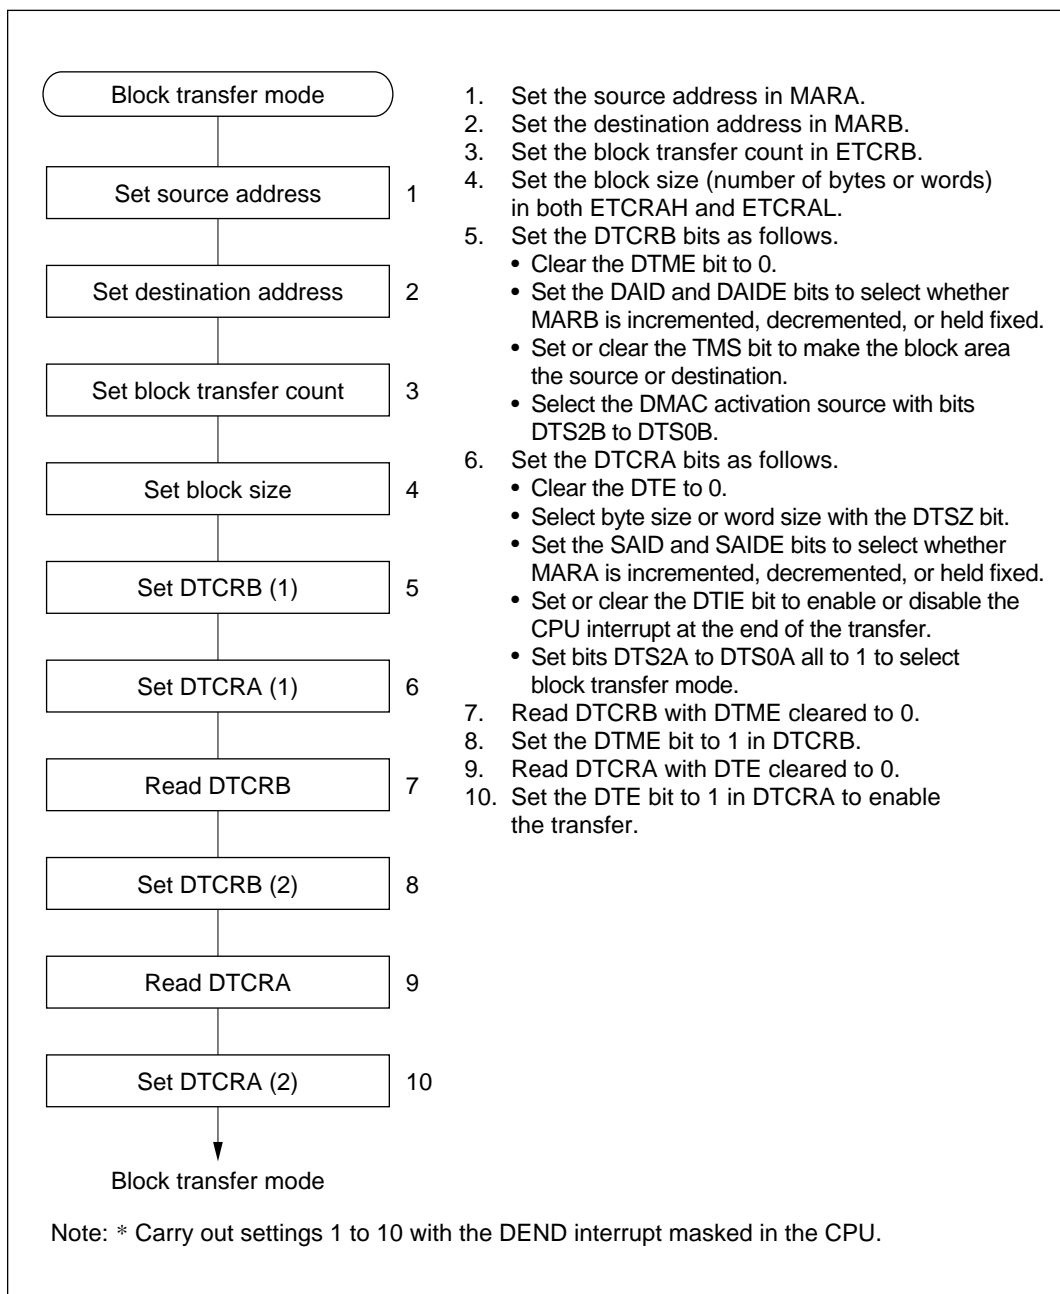 Block transfer mode
Set source address 1
Set destination address 2
Set block transfer count 3
Set block size 4
Set DTCRB (1) 5
Set DTCRA (1) 6
Read DTCRB 7
Set DTCRB (2) 8
Read DTCRA 9
Set DTCRA (2) 10
Block transfer mode
1. Set the source address in MARA.
2. Set the destination address in MARB.
3. Set the block transfer count in ETCRB.
4. Set the block size (number of bytes or words)
in both ETCRAH and ETCRAL.
5. Set the DTCRB bits as follows.
• Clear the DTME bit to 0.
• Set the DAID and DAIDE bits to select whether
MARB is incremented, decremented, or held fixed.
• Set or clear the TMS bit to make the block area
the source or destination.
• Select the DMAC activation source with bits
DTS2B to DTS0B.
6. Set the DTCRA bits as follows.
• Clear the DTE to 0.
• Select byte size or word size with the DTSZ bit.
• Set the SAID and SAIDE bits to select whether
MARA is incremented, decremented, or held fixed.
• Set or clear the DTIE bit to enable or disable the
CPU interrupt at the end of the transfer.
• Set bits DTS2A to DTS0A all to 1 to select
block transfer mode.
7. Read DTCRB with DTME cleared to 0.
8. Set the DTME bit to 1 in DTCRB.
9. Read DTCRA with DTE cleared to 0.
10. Set the DTE bit to 1 in DTCRA to enable
the transfer.
Note: * Carry out settings 1 to 10 with the DEND interrupt masked in the CPU.